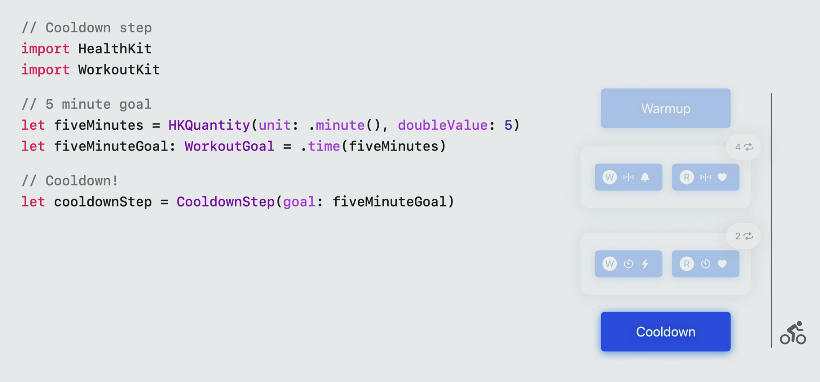 // Cooldown step
import HealthKit
import WorkoutKit
// 5 minute goal
let fiveMinutes = HKQuantity(unit: .minute(), doubleValue: 5)
let fiveMinuteGoal: WorkoutGoal = .time(fiveMinutes)
// Cooldown!
let cooldownStep = CooldownStep(goal: fiveMinuteGoal)
Warmup
4
W
R
2
W
R
Cooldown